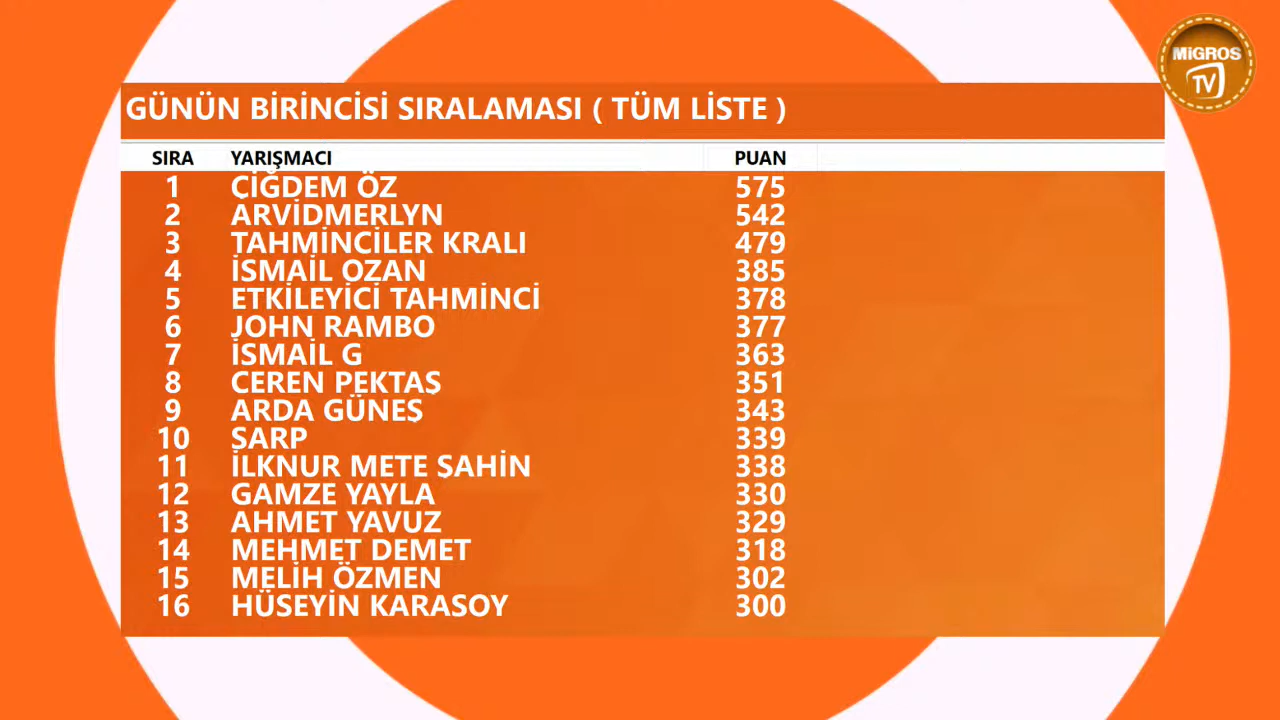 MiGROS
TV
GÜNÜN BİRİNCİSİ SIRALAMASI ( TÜM LİSTE )
SIRA YARIŞMACI PUAN
1 ÇİĞDEM ÖZ 575
2 ARVİDMERLYN 542
3 TAHMİNCİLER KRALI 479
4 İSMAİL OZAN 385
5 ETKİLEYİCİ TAHMİNCİ 378
6 JOHN RAMBO 377
7 İSMAİL G 363
8 CEREN PEKTAŞ 351
9 ARDA GÜNEŞ 343
10 SARP 339
11 İLKNUR METE ŞAHİN 338
12 GAMZE YAYLA 330
13 AHMET YAVUZ 329
14 MEHMET DEMET 318
15 MELİH ÖZMEN 302
16 HÜSEYİN KARASOY 300